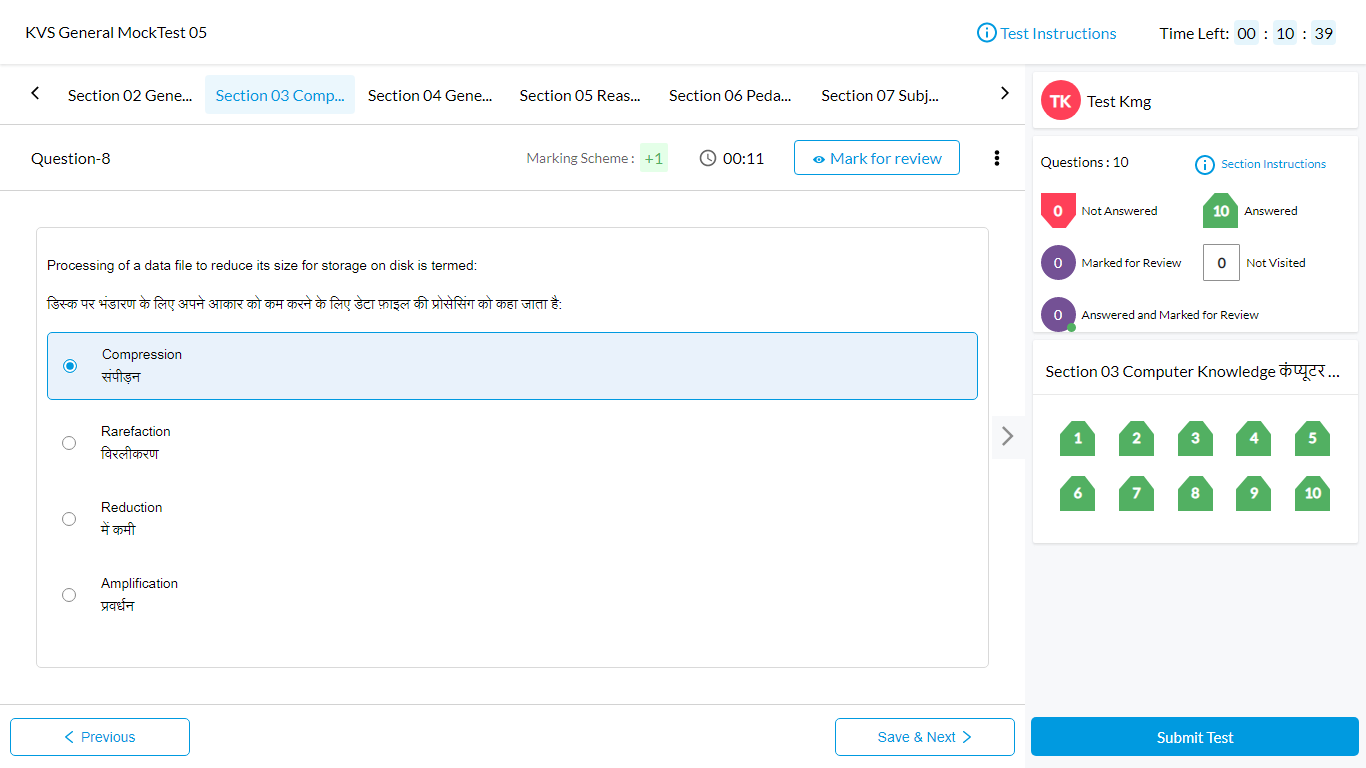 KVS General MockTest 05
Test Instructions
Time Left: 00 : 10 : 39
Section 02 Gene... Section 03 Comp... Section 04 Gene... Section 05 Reas... Section 06 Peda... Section 07 Subj...
Question-8
Marking Scheme : +1
00:11
Mark for review
Processing of a data file to reduce its size for storage on disk is termed:
डिस्क पर भंडारण के लिए अपने आकार को कम करने के लिए डेटा फ़ाइल की प्रोसेसिंग को कहा जाता है:
Compression
संपीड़न
Rarefaction
विरलीकरण
Reduction
में कमी
Amplification
प्रवर्धन
Previous
Save & Next
TK Test Kmg
Questions : 10
Section Instructions
0 Not Answered
10 Answered
0 Marked for Review
0 Not Visited
0 Answered and Marked for Review
Section 03 Computer Knowledge कंप्यूटर ...
1 2 3 4 5
6 7 8 9 10
Submit Test